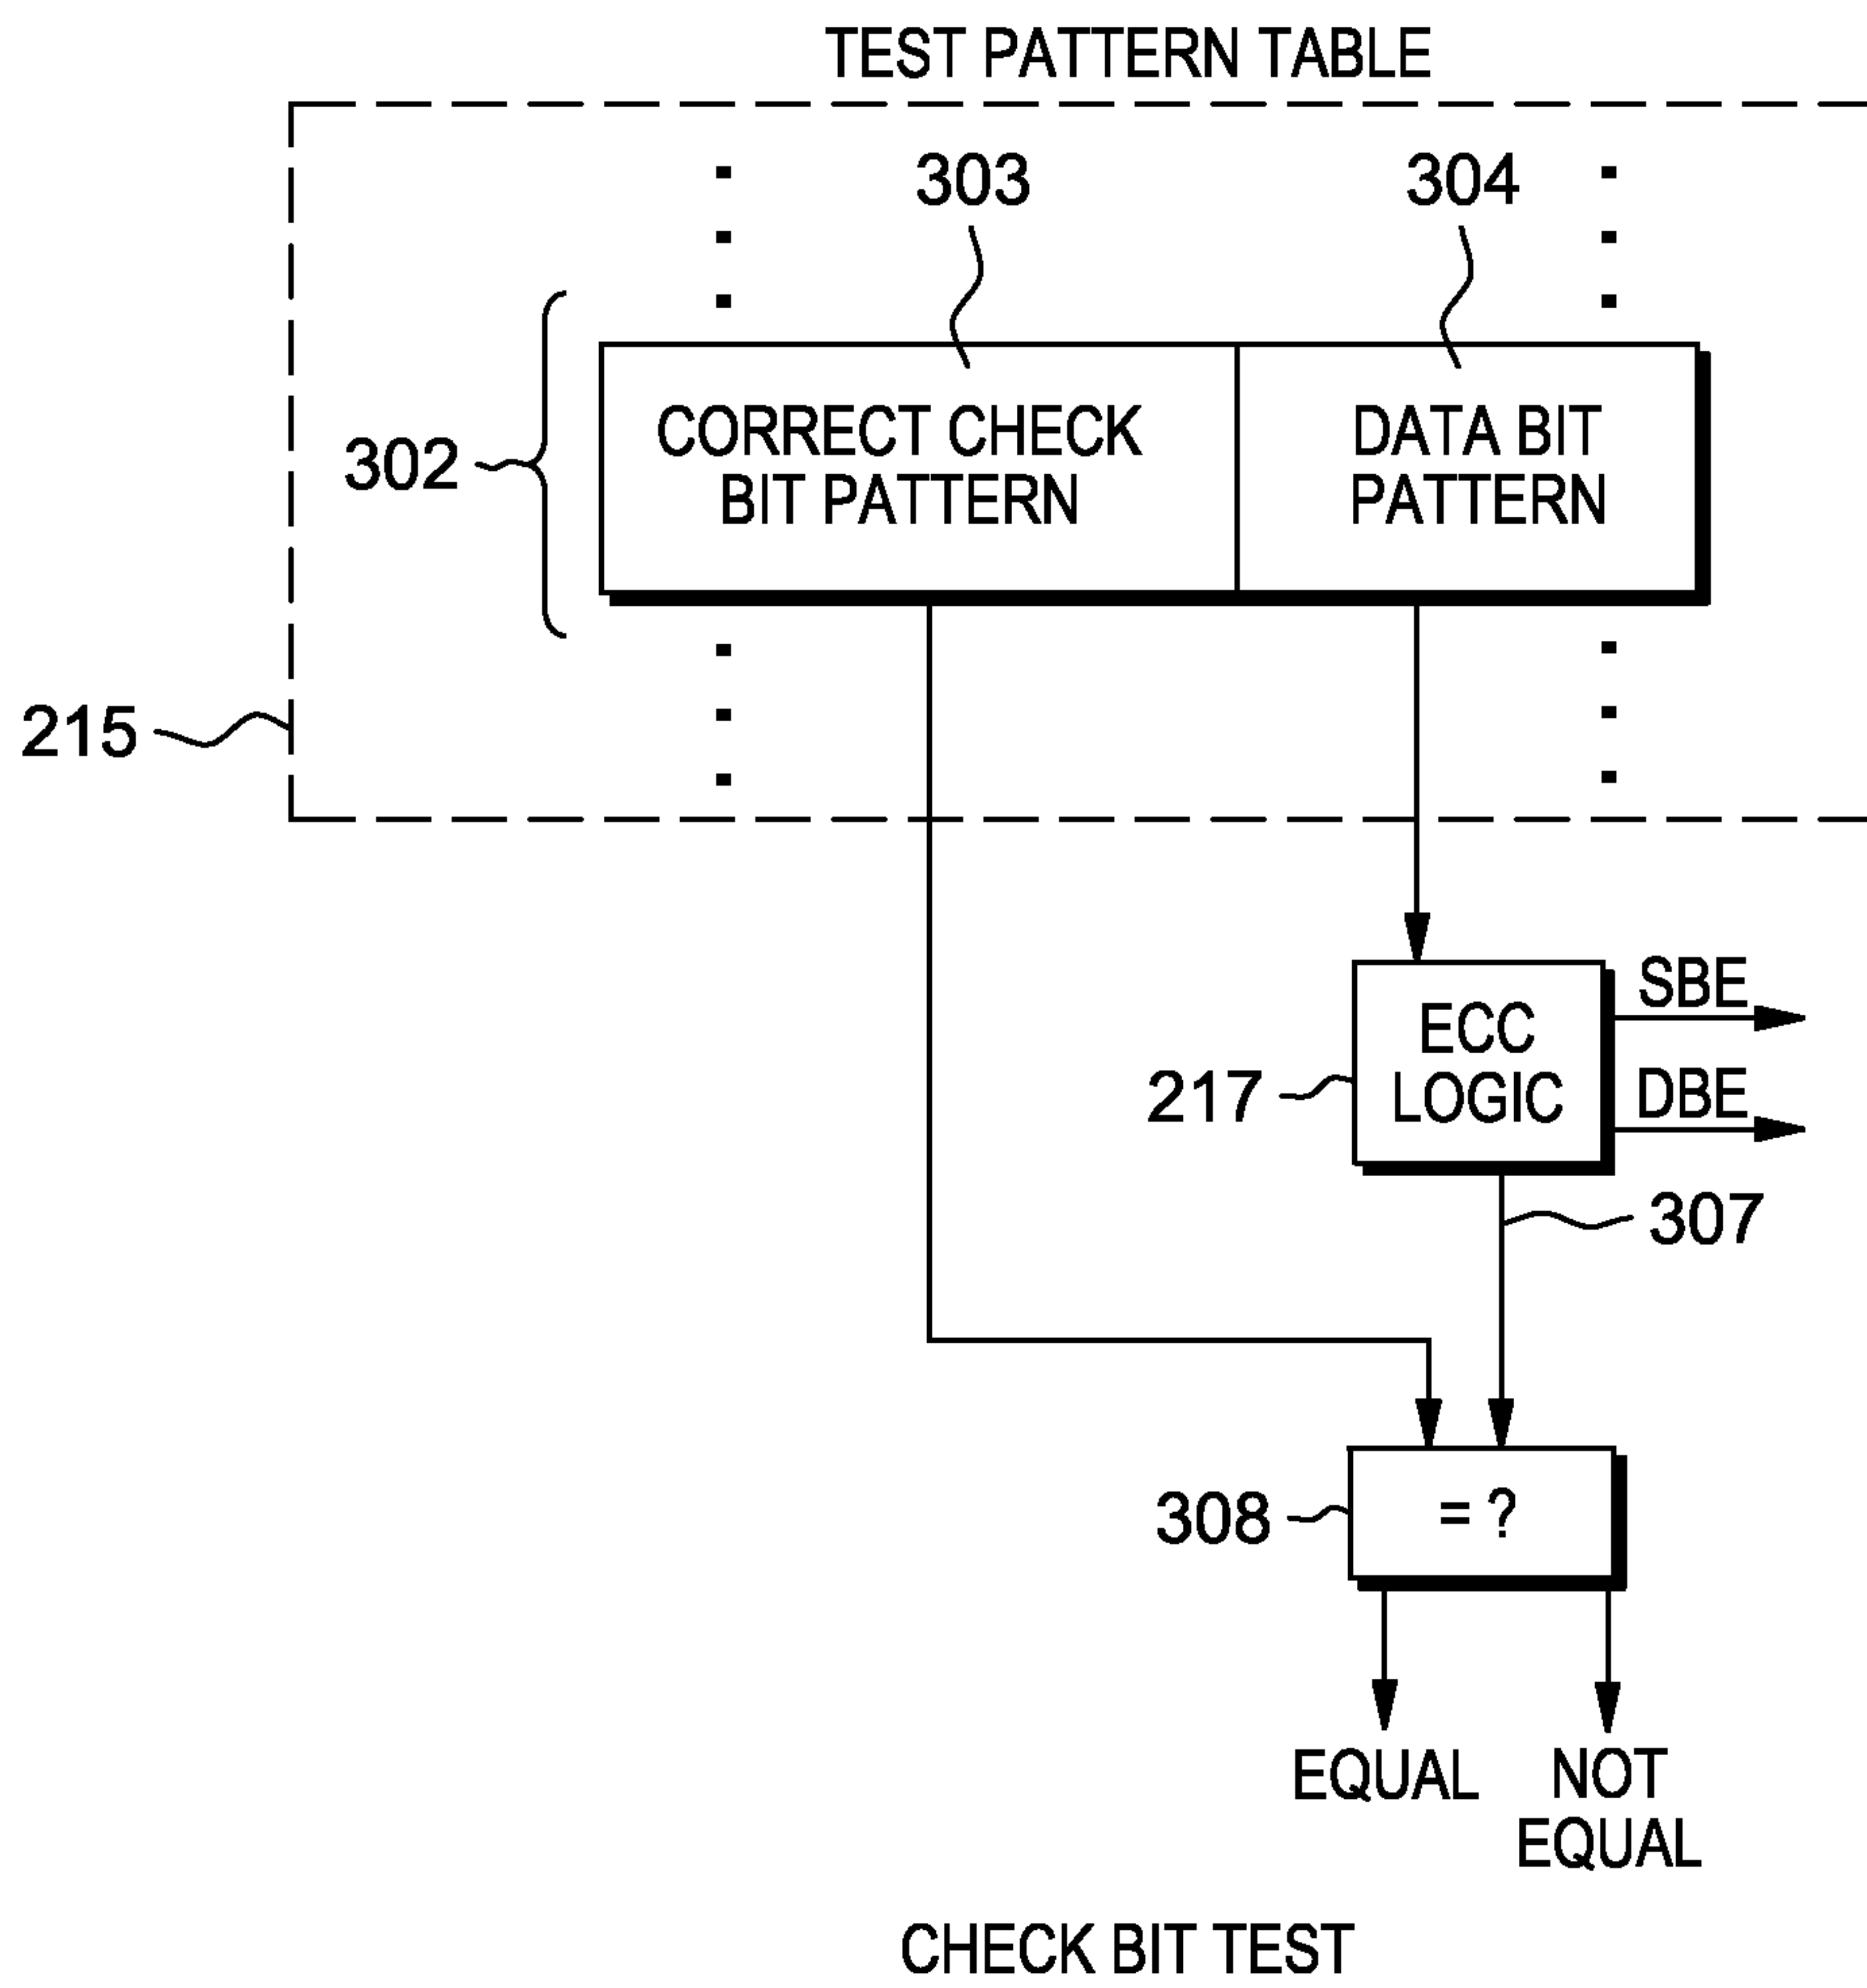 TEST PATTERN TABLE
303
304
302
CORRECT CHECK
BIT PATTERN
DATA BIT
PATTERN
215
SBE
ECC
LOGIC
217
DBE
307
308
= ?
EQUAL
NOT
EQUAL
CHECK BIT TEST